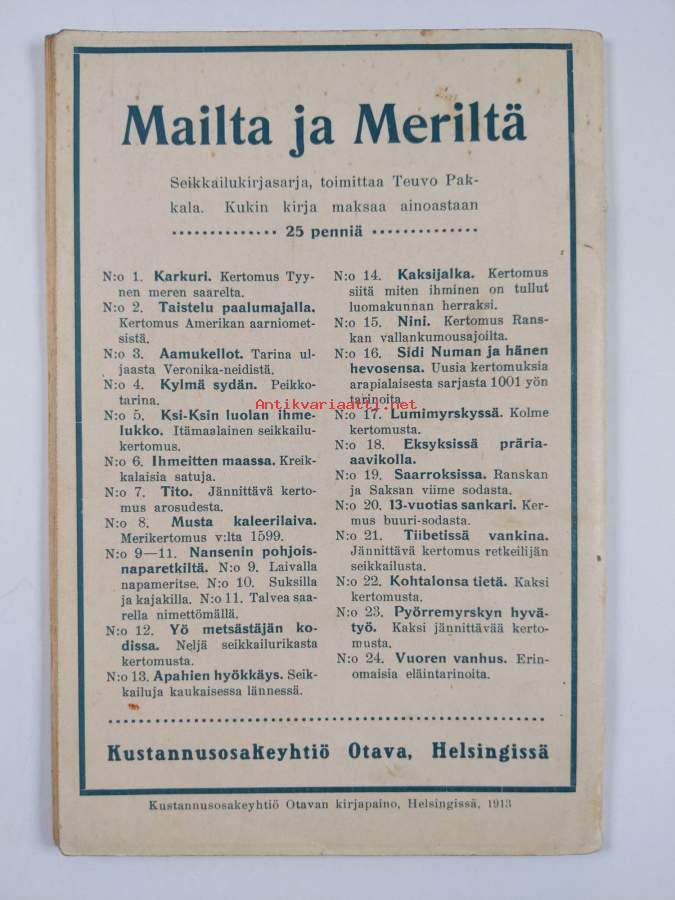 Mailta ja Meriltä
Seikkailukirjasarja, toimittaa Teuvo Pak-
kala. Kukin kirja maksaa ainoastaan
25 penniä
N:o 1. Karkuri. Kertomus Tyy-
nen meren saarelta.
N:o 2. Taistelu paalumajalla.
Kertomus Amerikan aarniomet-
sistä.
N:o 3. Aamukellot. Tarina ul-
jaasta Veronika-neidistä.
N:o 4. Kylmä sydän. Peikko-
tarina.
N:o 5. Ksi-Ksin luolan ihme-
lukko. Itämaalainen seikkailu-
kertomus.
N:o 6. Ihmeitten maassa. Kreik-
kalaisia satuja.
N:o 7. Tito. Jännittävä kerto-
mus arosudesta.
N:o 8. Musta kaleerilaiva.
Merikertomus v:lta 1599.
N:o 9—11. Nansenin pohjois-
naparetkiltä. N:o 9. Laivalla
napameritse. N:o 10. Suksilla
ja kajakilla. N:o 11. Talvea saa-
rella nimettömällä.
N:o 12. Yö metsästäjän ko-
dissa. Neljä seikkailurikasta
kertomusta.
N:o 13. Apahien hyökkäys. Seik-
kailuja kaukaisessa lännessä.
N:o 14. Kaksijalka. Kertomus
siitä miten ihminen on tullut
luomakunnan herraksi.
N:o 15. Nini. Kertomus Rans-
kan vallankumousajoilta.
N:o 16. Sidi Numan ja hänen
hevosensa. Uusia kertomuksia
arapialaisesta sarjasta 1001 yön
tarinoita.
Antikvariaatti.net
N:o 17. Lumimyrskyssä. Kolme
kertomusta.
N:o 18. Eksyksissä präria-
aavikolla.
N:o 19. Saarroksissa. Ranskan
ja Saksan viime sodasta.
N:o 20. 13-vuotias sankari. Ker-
mus buuri-sodasta.
N:o 21. Tiibetissä vankina.
Jännittävä kertomus retkeilijän
seikkailusta.
N:o 22. Kohtalonsa tietä. Kaksi
kertomusta.
N:o 23. Pyörremyrskyn hyvä-
työ. Kaksi jännittävää kerto-
musta.
N:o 24. Vuoren vanhus. Erin-
omaisia eläintarinoita.
Kustannusosakeyhtiö Otava, Helsingissä
Kustannusosakeyhtiö Otavan kirjapaino, Helsingissä, 1913